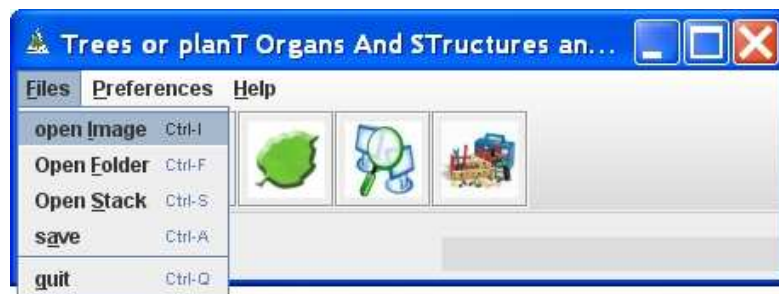 Trees or planT Organs And STructures an...
Files Preferences Help
open Image Ctrl-I
Open Folder Ctrl-F
Open Stack Ctrl-S
save Ctrl-A
quit Ctrl-Q